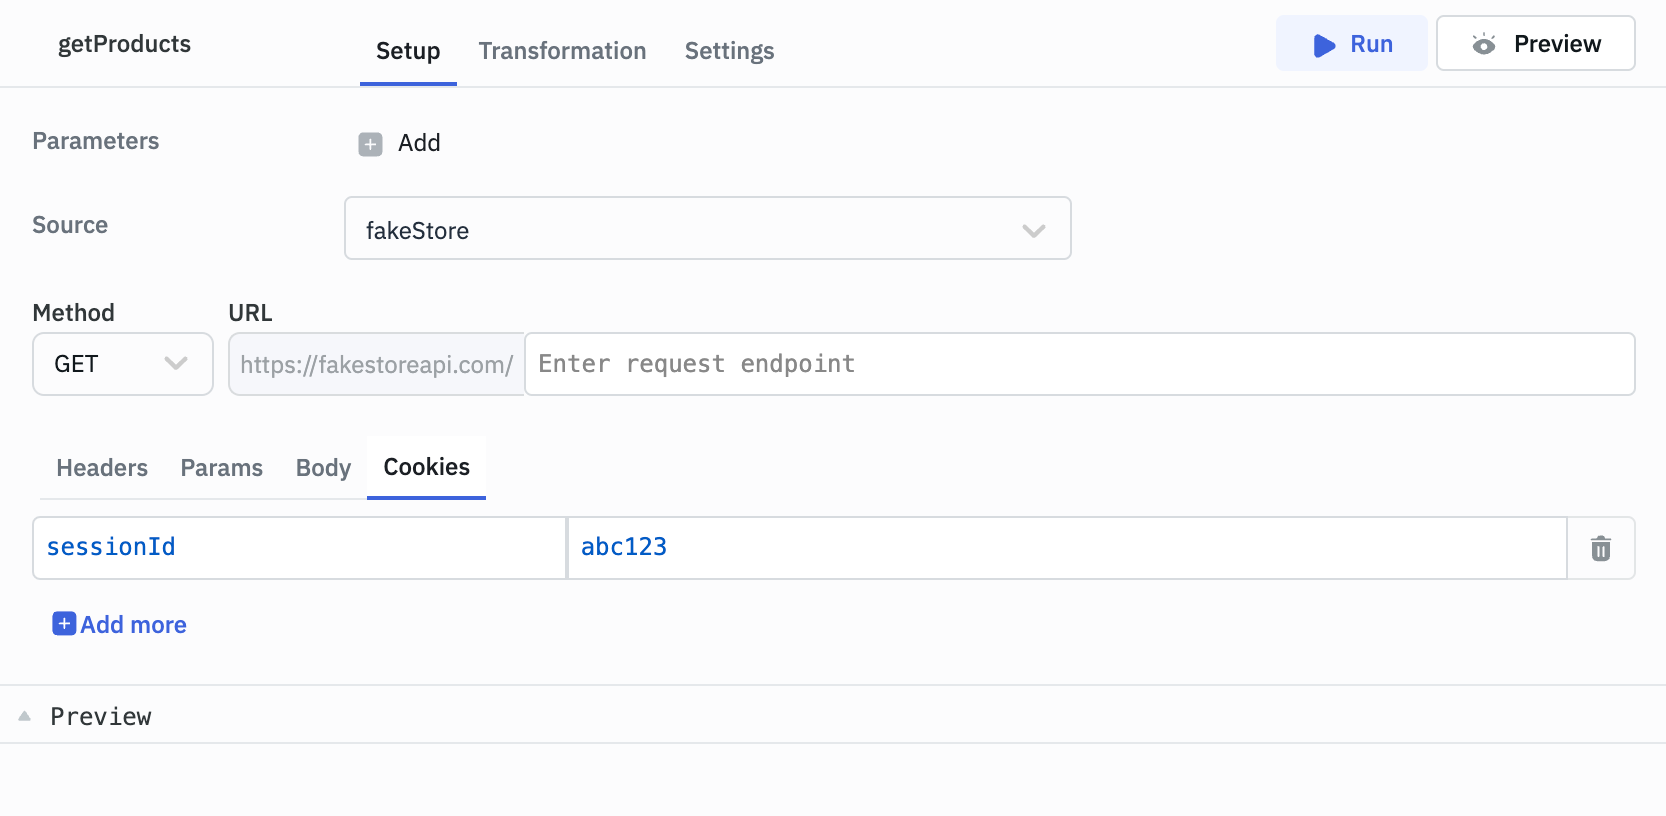 getProducts Setup Transformation Settings Run Preview
Parameters Add
Source fakeStore
Method URL
GET https://fakestoreapi.com/ Enter request endpoint
Headers Params Body Cookies
sessionId abc123
Add more
Preview